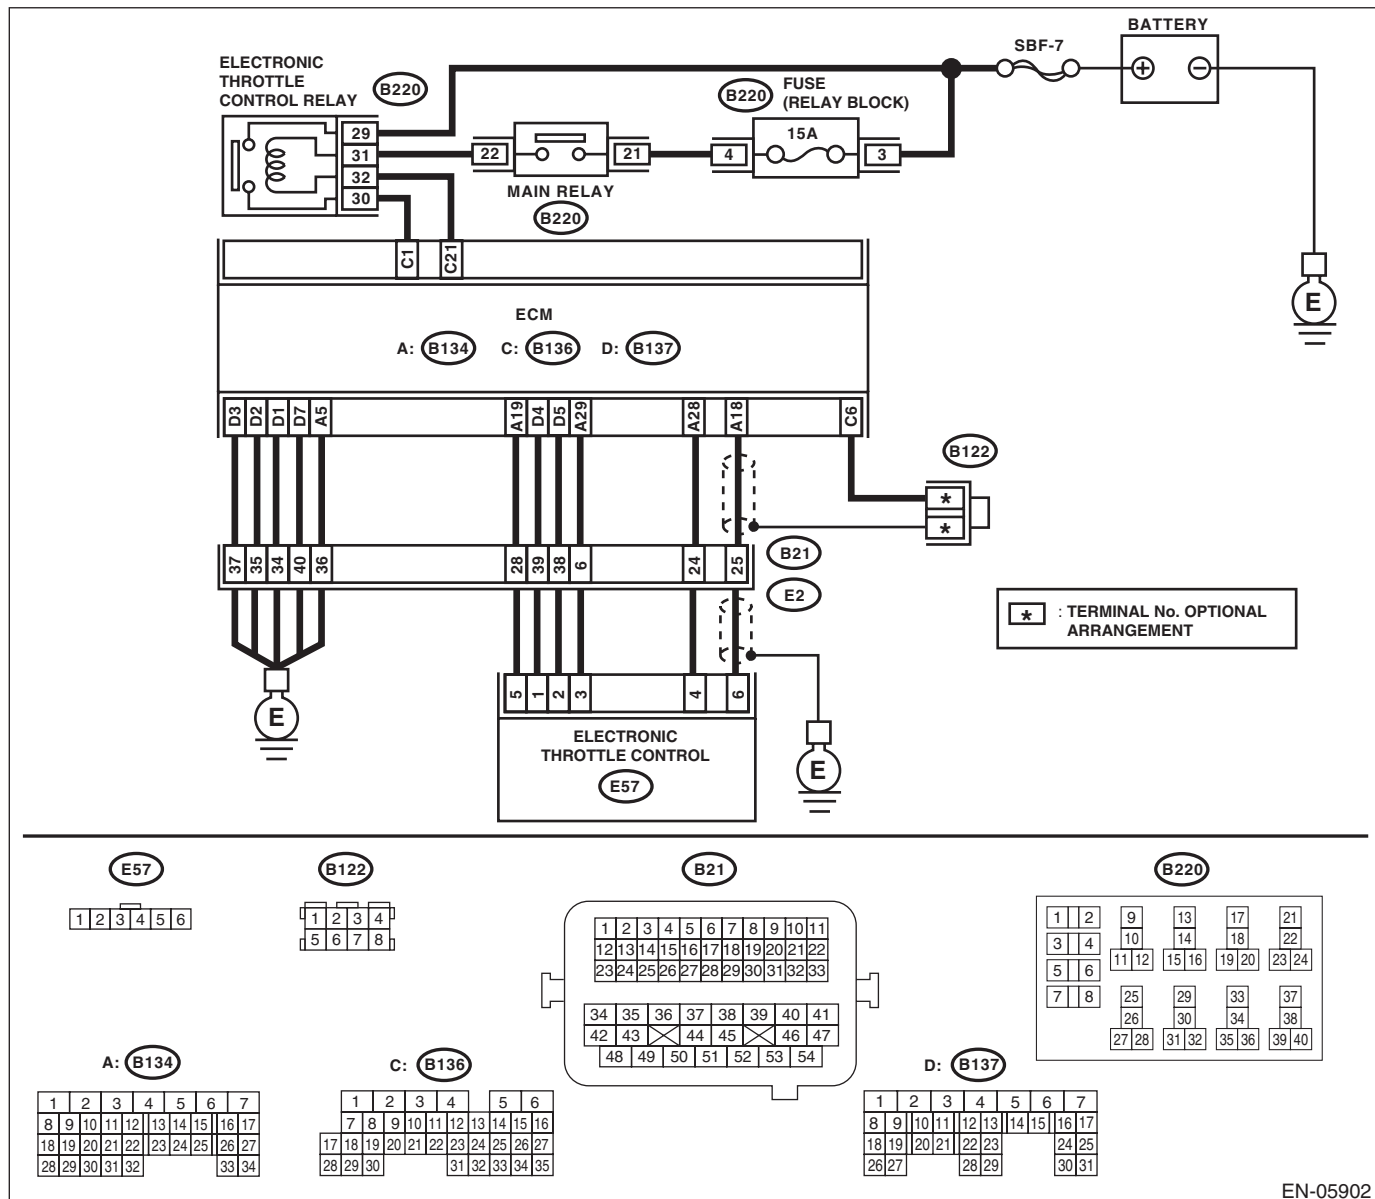 BATTERY
SBF-7
ELECTRONIC
THROTTLE
CONTROL RELAY
B220
B220
FUSE
(RELAY BLOCK)
15A
29
31
32
30
22
21
4
3
MAIN RELAY
B220
C1
C21
E
ECM
A: B134 C: B136 D: B137
D3 D2 D1 D7 A5 A19 D4 D5 A29 A28 A18 C6
B122
*
*
37 35 34 40 36 28 39 38 6 24 25
B21
E2
* : TERMINAL No. OPTIONAL
ARRANGEMENT
5 1 2 3 4 6
E
ELECTRONIC
THROTTLE CONTROL
E57
E
E57
1 2 3 4 5 6
B122
1 2 3 4
5 6 7 8
B21
1 2 3 4 5 6 7 8 9 10 11
12 13 14 15 16 17 18 19 20 21 22
23 24 25 26 27 28 29 30 31 32 33
34 35 36 37 38 39 40 41
42 43 44 45 46 47
48 49 50 51 52 53 54
B220
1 2 9 13 17 21
3 4 10 14 18 22
5 6 11 12 15 16 19 20 23 24
7 8 25 29 33 37
26 30 34 38
27 28 31 32 35 36 39 40
A: B134
1 2 3 4 5 6 7
8 9 10 11 12 13 14 15 16 17
18 19 20 21 22 23 24 25 26 27
28 29 30 31 32 33 34
C: B136
1 2 3 4 5 6
7 8 9 10 11 12 13 14 15 16
17 18 19 20 21 22 23 24 25 26 27
28 29 30 31 32 33 34 35
D: B137
1 2 3 4 5 6 7
8 9 10 11 12 13 14 15 16 17
18 19 20 21 22 23 24 25
26 27 28 29 30 31
EN-05902